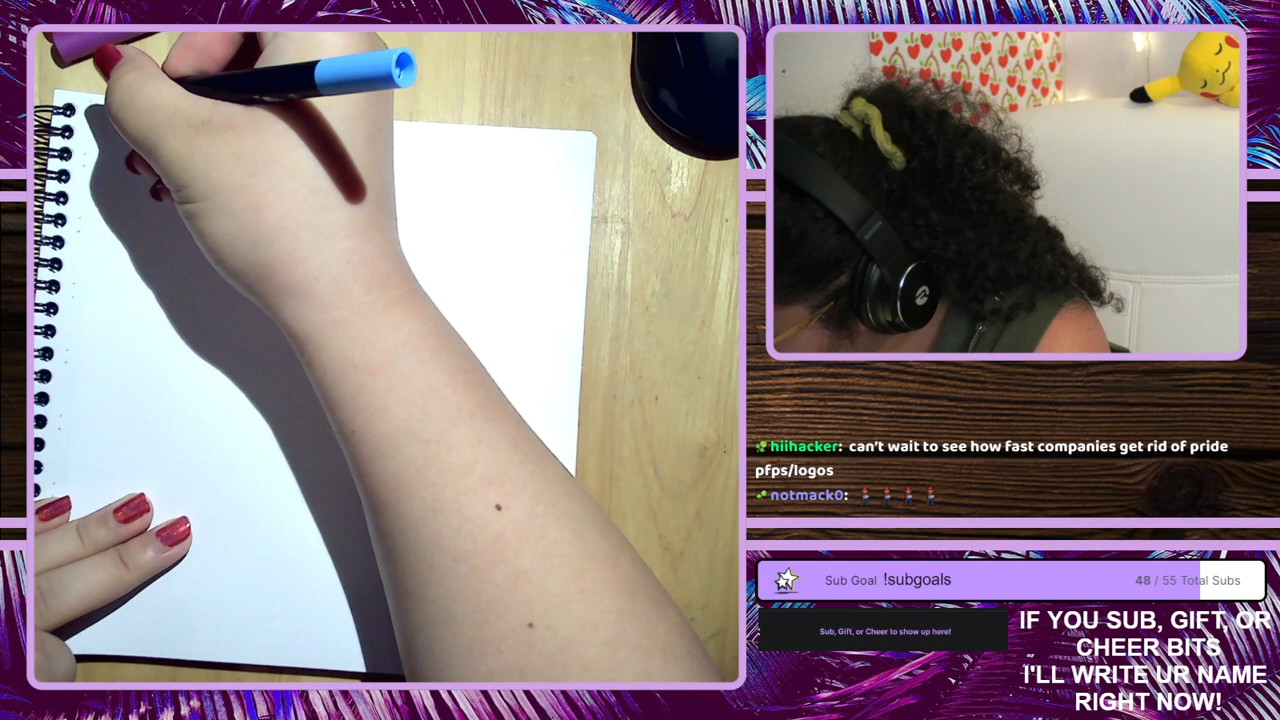 hiihacker: can't wait to see how fast companies get rid of pride
pfps/logos
notmack0:
Sub Goal !subgoals 48 / 55 Total Subs
Sub, Gift, or Cheer to show up here!
IF YOU SUB, GIFT, OR
CHEER BITS
I'LL WRITE UR NAME
RIGHT NOW!